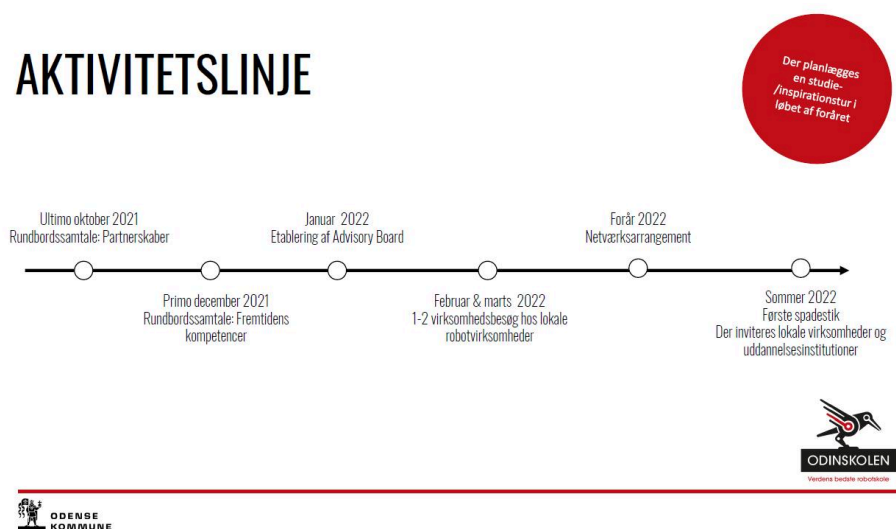 AKTIVITETSLINJE
Der planlægges
en studie-
/inspirationstur i
løbet af foråret
Ultimo oktober 2021
Rundbordssamtale: Partnerskaber
Primo december 2021
Rundbordssamtale: Fremtidens
kompetencer
Januar 2022
Etablering af Advisory Board
Februar & marts 2022
1-2 virksomhedsbesøg hos lokale
robotvirksomheder
Forår 2022
Netværksarrangement
Sommer 2022
Første spadestik
Der inviteres lokale virksomheder og
uddannelsesinstitutioner
ODINSKOLEN
Verdens bedste robotskole
ODENSE
KOMMUNE